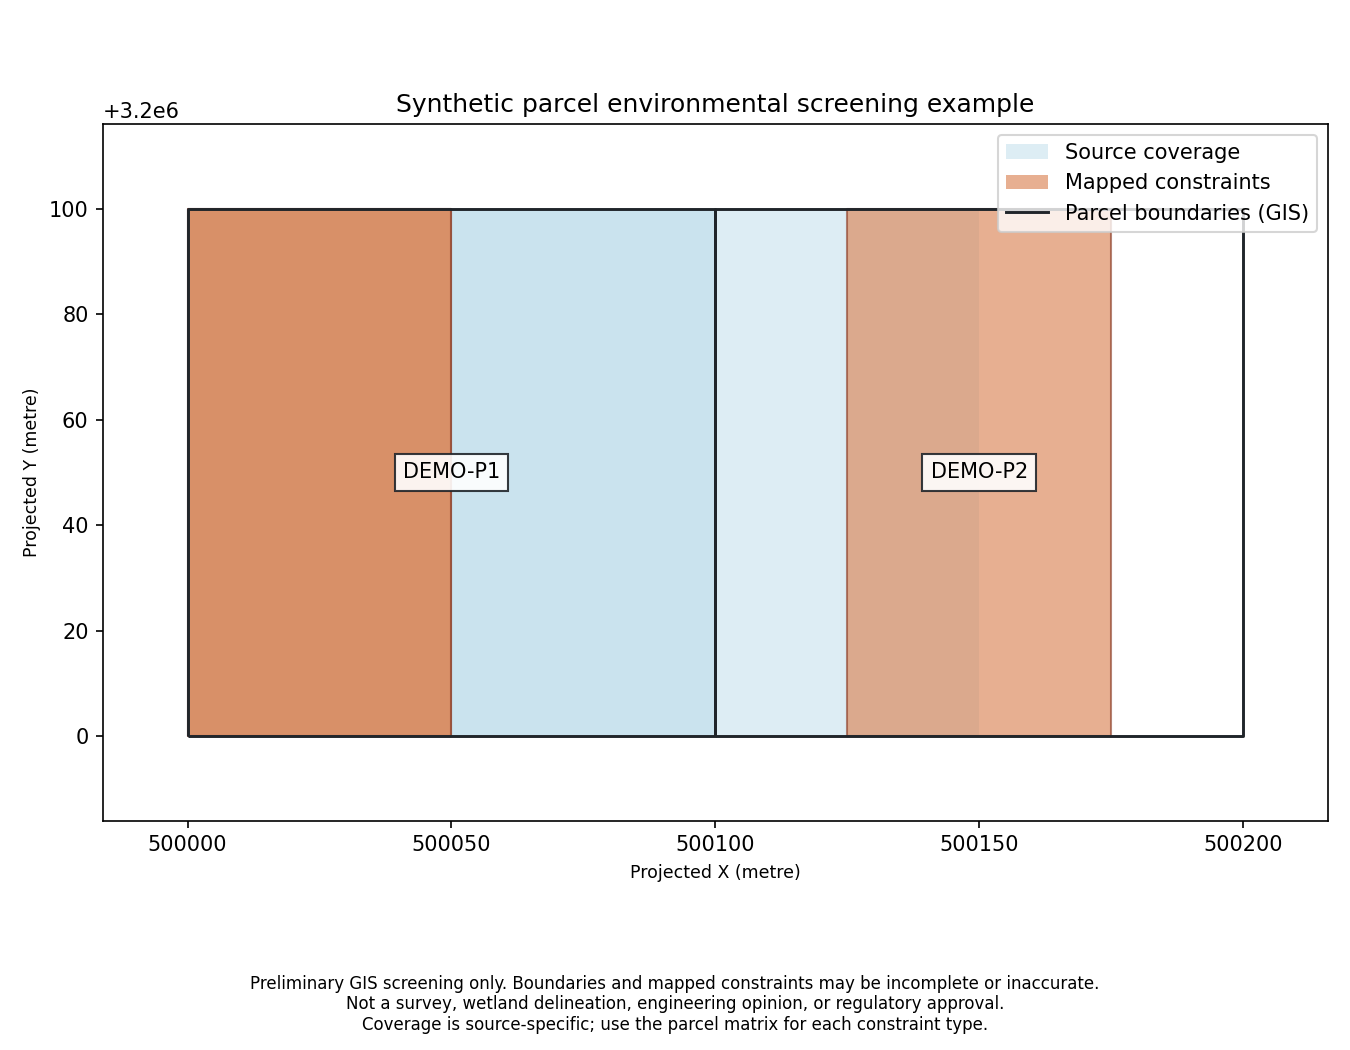 Synthetic parcel environmental screening example
+3.2e6
Source coverage
Mapped constraints
Parcel boundaries (GIS)
100
80
60
40
20
0
Projected Y (metre)
DEMO-P1
DEMO-P2
500000
500050
500100
500150
500200
Projected X (metre)
Preliminary GIS screening only. Boundaries and mapped constraints may be incomplete or inaccurate.
Not a survey, wetland delineation, engineering opinion, or regulatory approval.
Coverage is source-specific; use the parcel matrix for each constraint type.